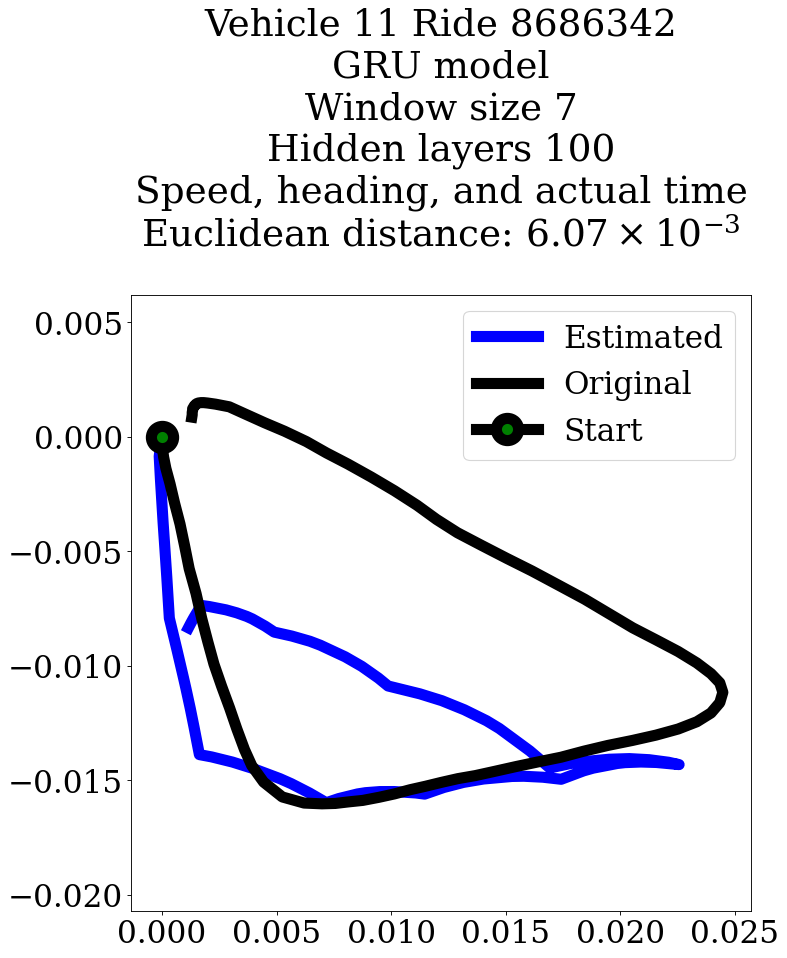 Vehicle 11 Ride 8686342
GRU model
Window size 7
Hidden layers 100
Speed, heading, and actual time
Euclidean distance: 6.07 × 10⁻³
Estimated
Original
Start
0.005
0.000
−0.005
−0.010
−0.015
−0.020
0.000 0.005 0.010 0.015 0.020 0.025